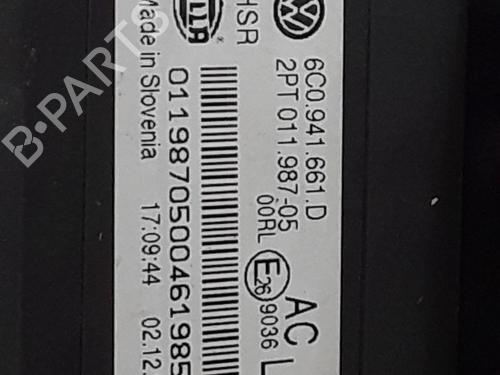 HSR
HELLA
Made in Slovenia
6C0.941.661.D
2PT 011.987-05
00RL
E26
9036
AC
L
0119870500461985
17:09:44
02.12.
B-PARTS